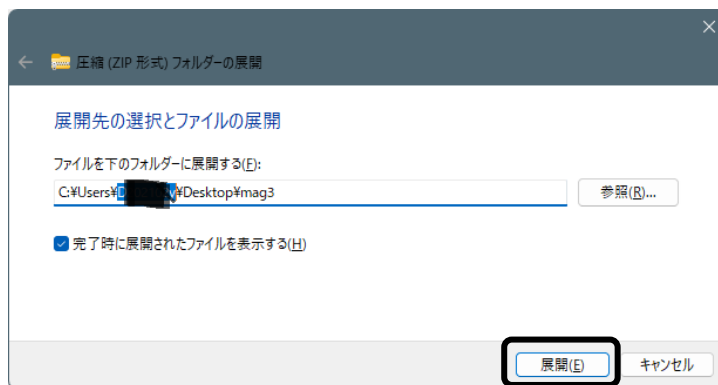 圧縮 (ZIP 形式) フォルダーの展開
展開先の選択とファイルの展開
ファイルを下のフォルダーに展開する(F):
C:¥Users¥ ¥Desktop¥mag3
参照(R)...
完了時に展開されたファイルを表示する(H)
展開(E)
キャンセル